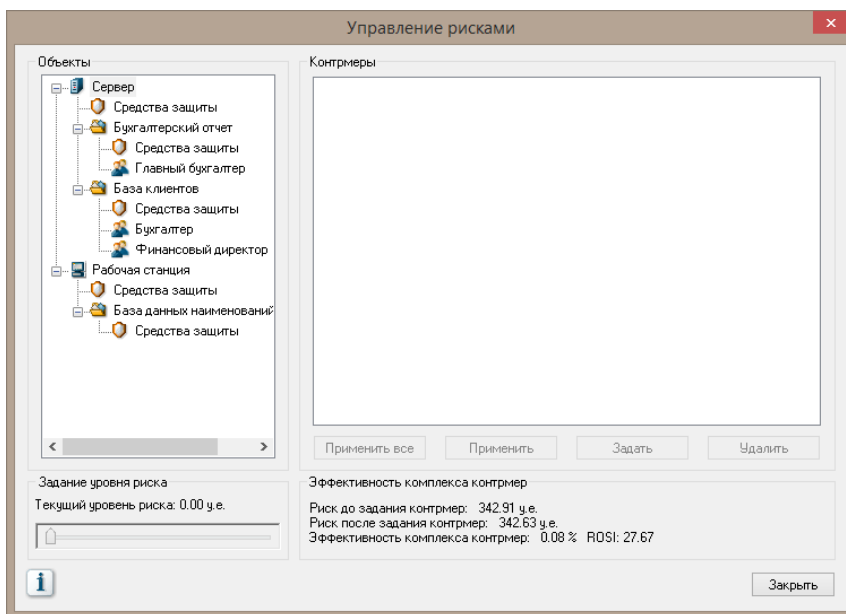 Управление рисками
Объекты
Сервер
Средства защиты
Бухгалтерский отчет
Средства защиты
Главный бухгалтер
База клиентов
Средства защиты
Бухгалтер
Финансовый директор
Рабочая станция
Средства защиты
База данных наименований
Средства защиты
Контрмеры
Применить все
Применить
Задать
Удалить
Задание уровня риска
Текущий уровень риска: 0.00 у.е.
Эффективность комплекса контрмер
Риск до задания контрмер: 342.91 у.е.
Риск после задания контрмер: 342.63 у.е.
Эффективность комплекса контрмер: 0.08 % ROSI: 27.67
Закрыть